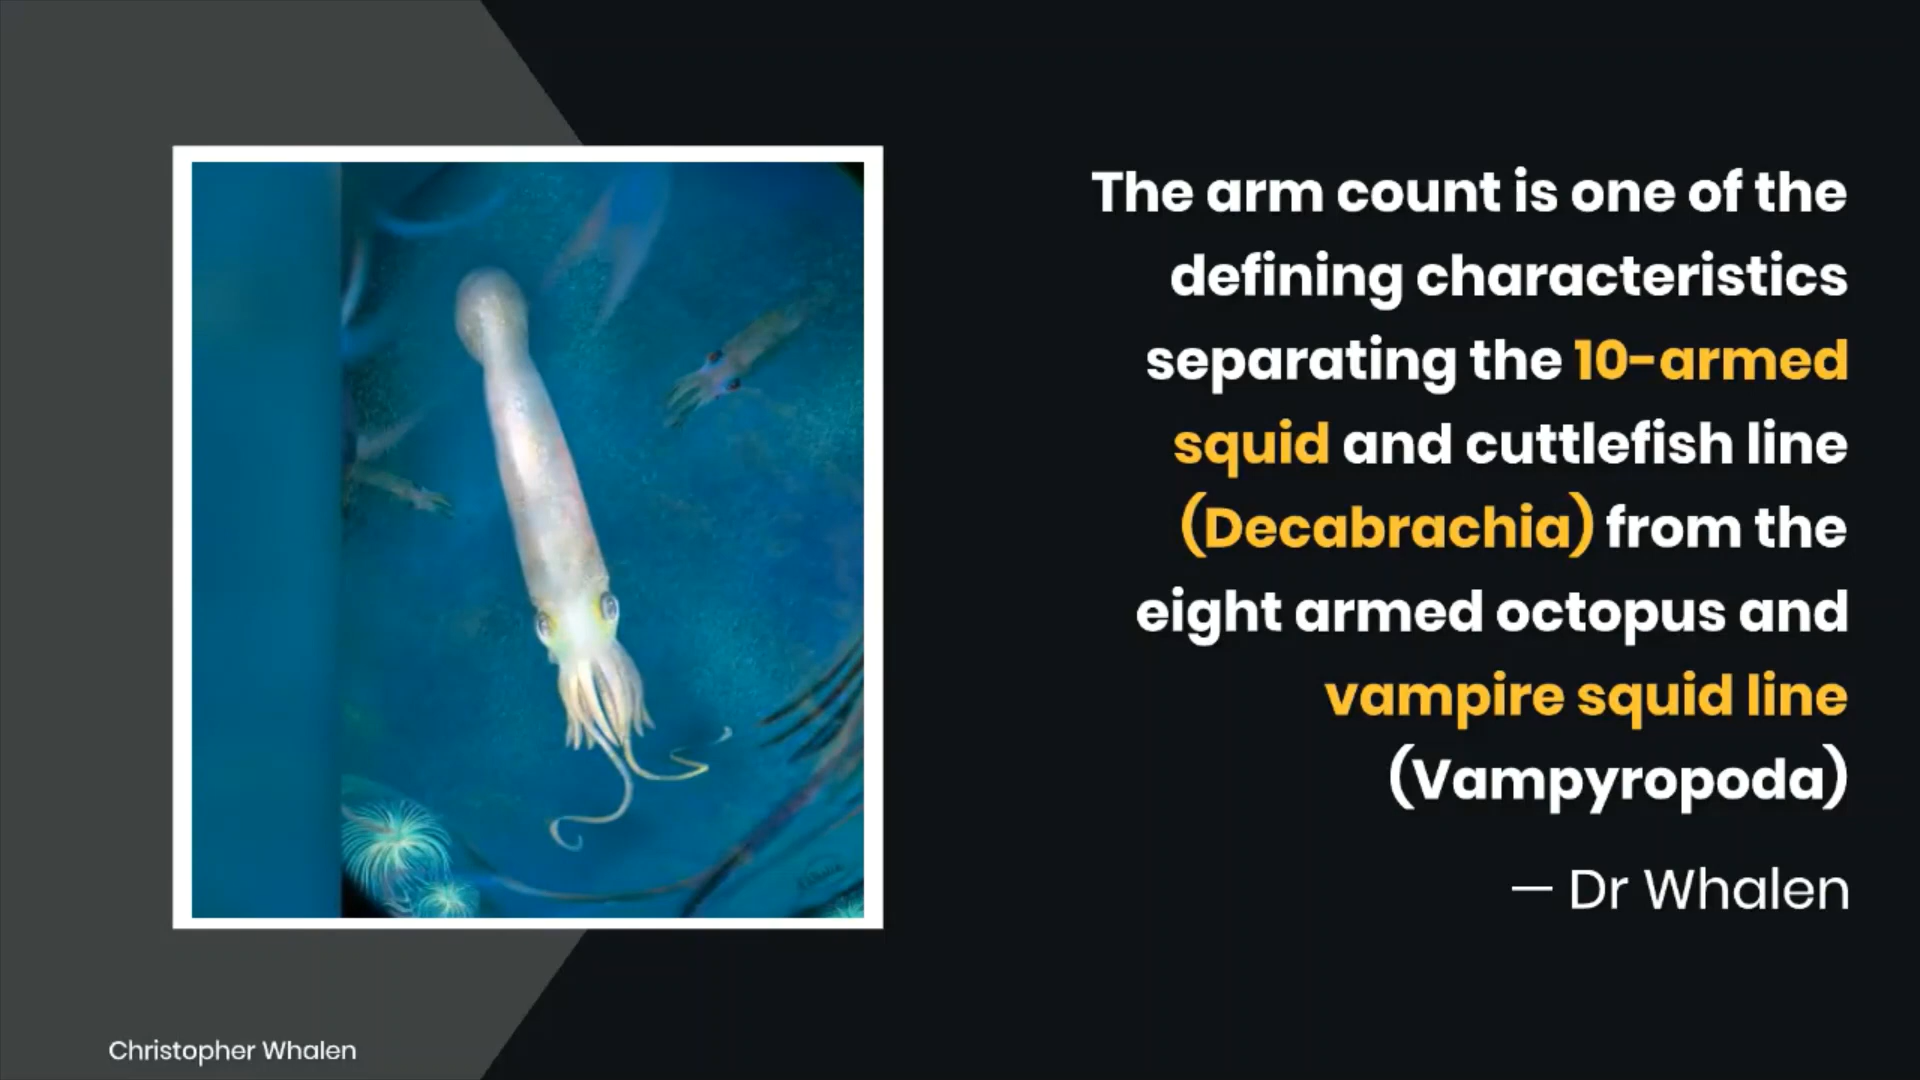 The arm count is one of the
defining characteristics
separating the 10-armed
squid and cuttlefish line
(Decabrachia) from the
eight armed octopus and
vampire squid line
(Vampyropoda)
— Dr Whalen
Christopher Whalen